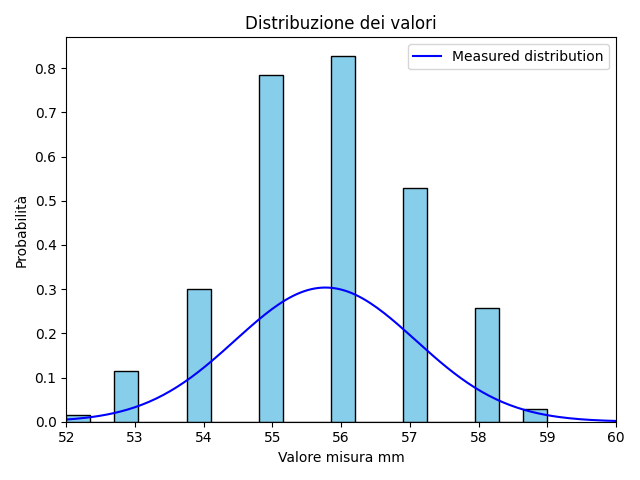 Distribuzione dei valori
Measured distribution
Probabilità
0.8
0.7
0.6
0.5
0.4
0.3
0.2
0.1
0.0
52 53 54 55 56 57 58 59 60
Valore misura mm